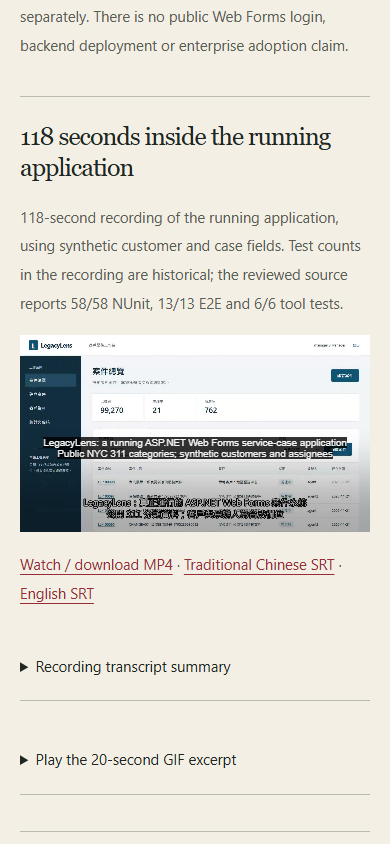 separately. There is no public Web Forms login,
backend deployment or enterprise adoption claim.
118 seconds inside the running
application
118-second recording of the running application,
using synthetic customer and case fields. Test counts
in the recording are historical; the reviewed source
reports 58/58 NUnit, 13/13 E2E and 6/6 tool tests.
L LegacyLens
案件總覽
99,270
21
762
LegacyLens: a running ASP.NET Web Forms service-case application
Public NYC 311 categories; synthetic customers and assignees
Watch / download MP4 · Traditional Chinese SRT ·
English SRT
Recording transcript summary
Play the 20-second GIF excerpt